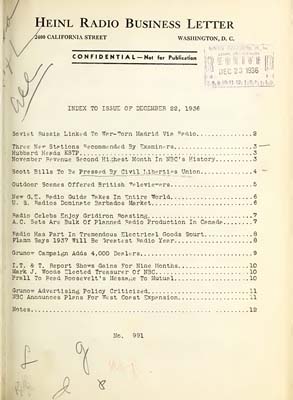 HEINL RADIO BUSINESS LETTER
2400 CALIFORNIA STREET WASHINGTON, D. C.
CONFIDENTIAL—Not for Publication
DEC 23 1936
INDEX TO ISSUE OF DECEMBER 22, 1936
Soviet Russia Linked To War-Torn Madrid Via Radio..............2
Three New Stations Recommended By Examiners....................3
Hubbard Heads KSTP.............................................3
November Revenue Second Highest Month In NBC's History.........3
Scott Bills To Be Pressed By Civil Liberties Union.............4
Outdoor Scenes Offered British Televiewers.....................5
New G.E. Radio Guide Takes In Entire World.....................6
U. S. Radios Dominate Barbados Market..........................6
Radio Celebs Enjoy Gridiron Roasting...........................7
A.C. Sets Are Bulk Of Planned Radio Production In Canada.......7
Radio Has Part In Tremendous Electrical Goods Spurt............8
Flamm Says 1937 Will Be Greatest Radio Year....................8
Grunow Campaign Adds 4,000 Dealers.............................9
I. T. & T. Report Shows Gains For Nine Months..................10
Mark J. Woods Elected Treasurer Of NBC.........................10
Prall To Read Roosevelt's Message To Mutual....................10
Grunow Advertising Policy Criticized...........................11
NBC Announces Plans For West Coast Expansion...................11
Notes..........................................................12
No. 991